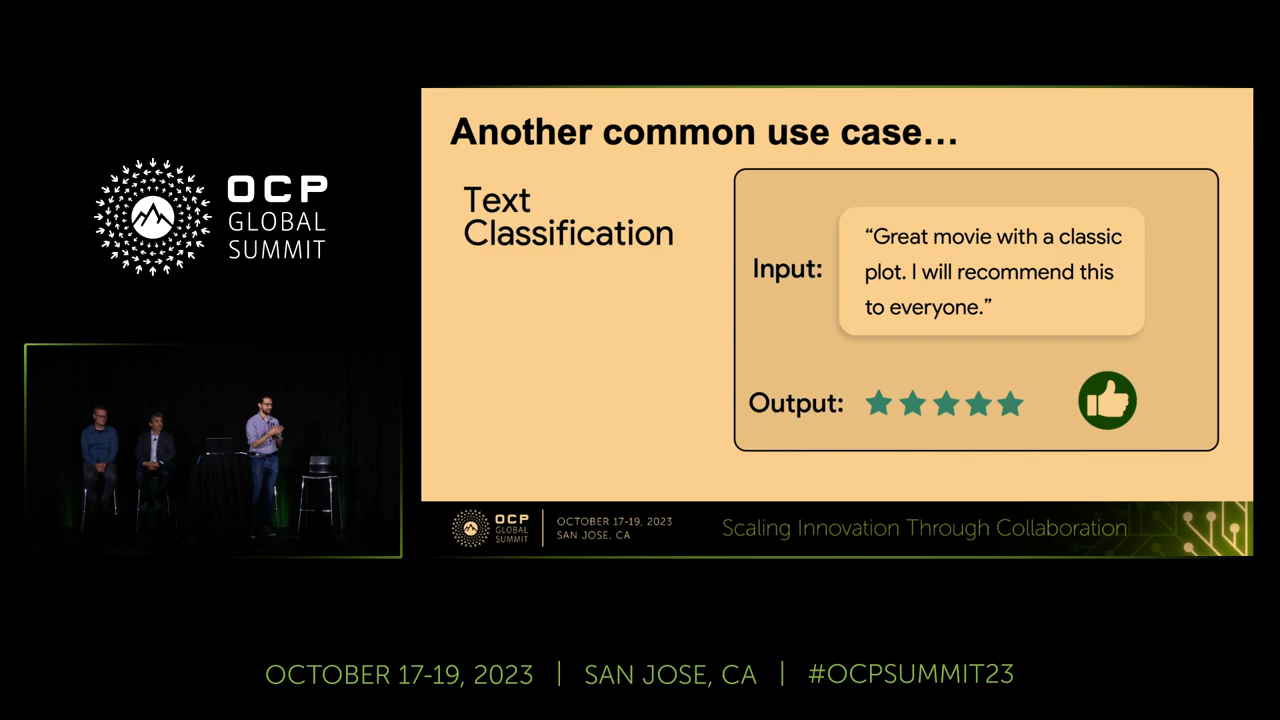 OCP
GLOBAL
SUMMIT
Another common use case…
Text
Classification
Input:
“Great movie with a classic
plot. I will recommend this
to everyone.”
Output:
OCP
GLOBAL
SUMMIT
OCTOBER 17-19, 2023
SAN JOSE, CA
Scaling Innovation Through Collaboration
OCTOBER 17-19, 2023 | SAN JOSE, CA | #OCPSUMMIT23